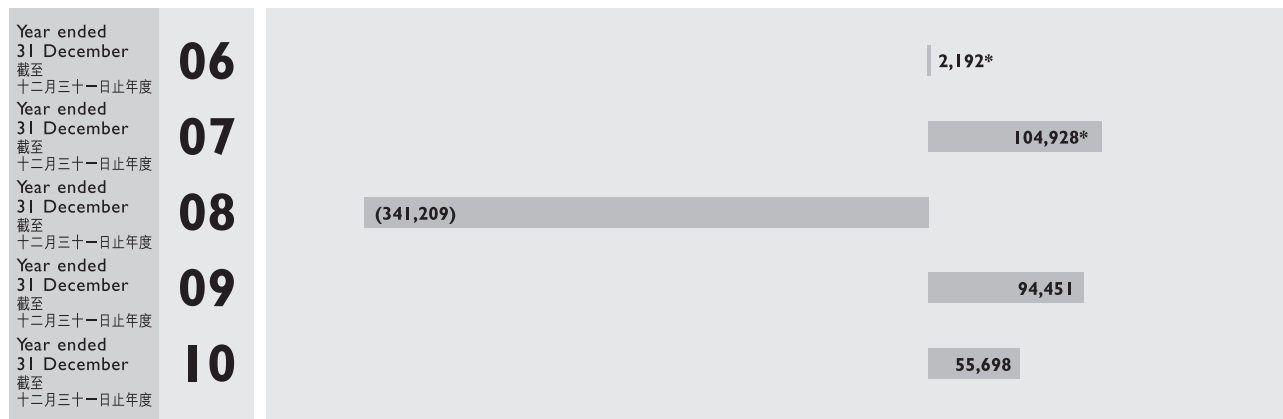 Year ended
31 December
截至
十二月三十一日止年度
06
2,192*
Year ended
31 December
截至
十二月三十一日止年度
07
104,928*
Year ended
31 December
截至
十二月三十一日止年度
08
(341,209)
Year ended
31 December
截至
十二月三十一日止年度
09
94,451
Year ended
31 December
截至
十二月三十一日止年度
10
55,698